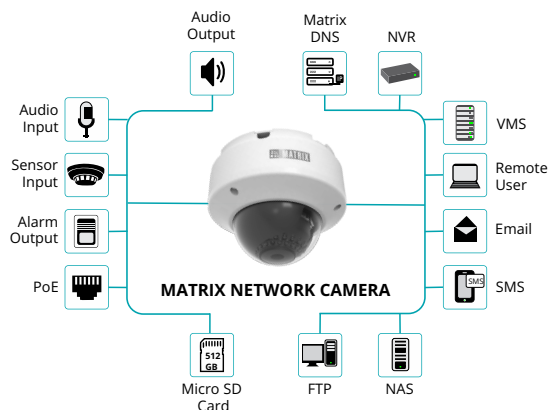 Audio
Output
Matrix
DNS
NVR
Audio
Input
VMS
Sensor
Input
MATRIX
Remote
User
Alarm
Output
Email
PoE
MATRIX NETWORK CAMERA
SMS
SMS
512
GB
Micro SD
Card
FTP
NAS